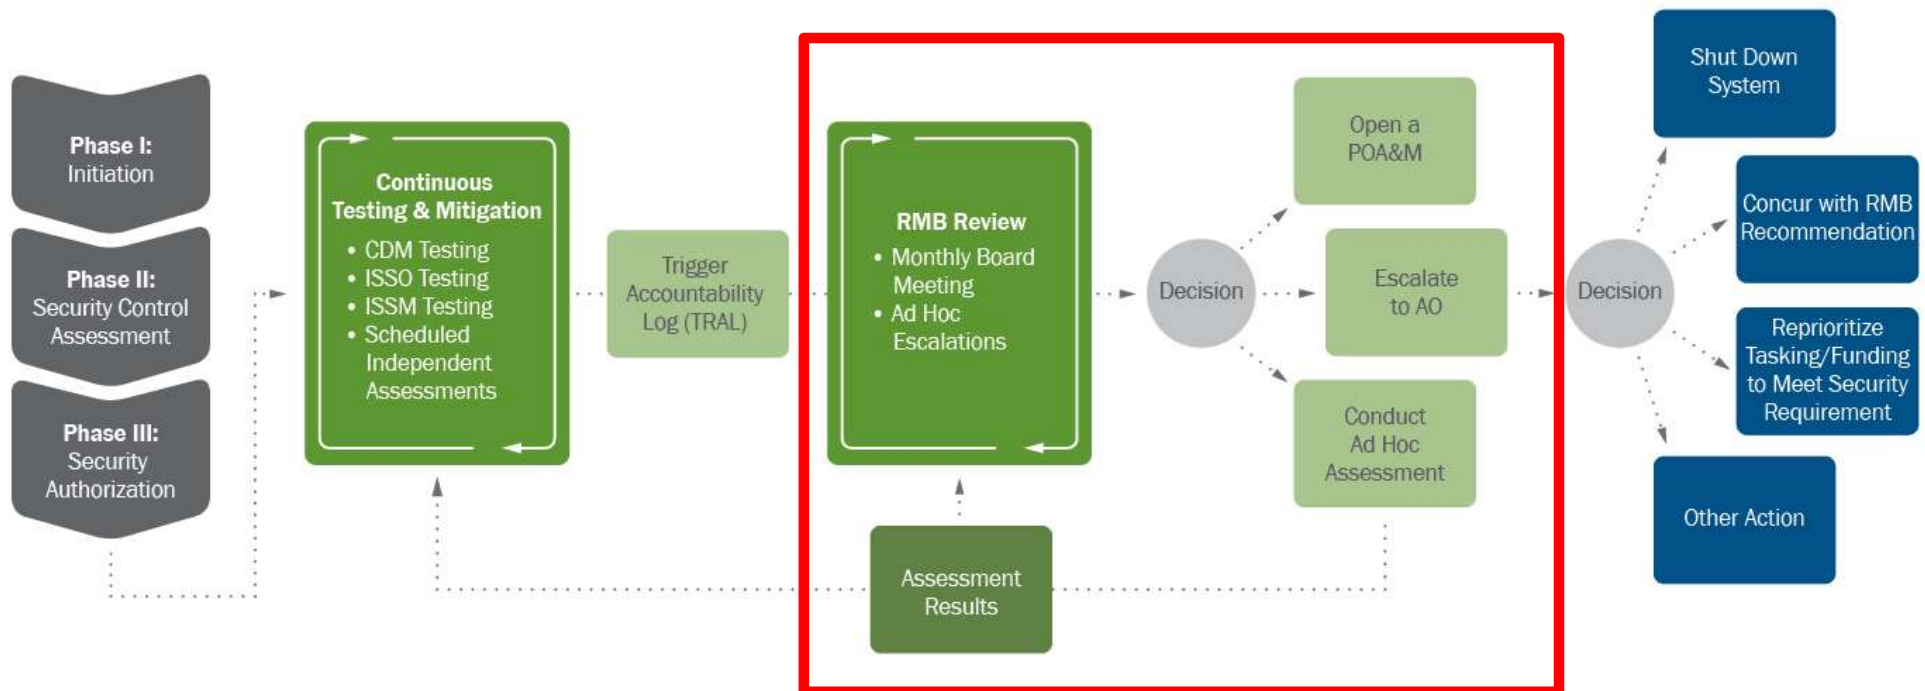 Phase I:
Initiation
Phase II:
Security Control
Assessment
Phase III:
Security
Authorization
Continuous
Testing & Mitigation
• CDM Testing
• ISSO Testing
• ISSM Testing
• Scheduled
Independent
Assessments
Trigger
Accountability
Log (TRAL)
RMB Review
• Monthly Board
Meeting
• Ad Hoc
Escalations
Assessment
Results
Decision
Open a
POA&M
Escalate
to AO
Conduct
Ad Hoc
Assessment
Decision
Shut Down
System
Concur with RMB
Recommendation
Reprioritize
Tasking/Funding
to Meet Security
Requirement
Other Action